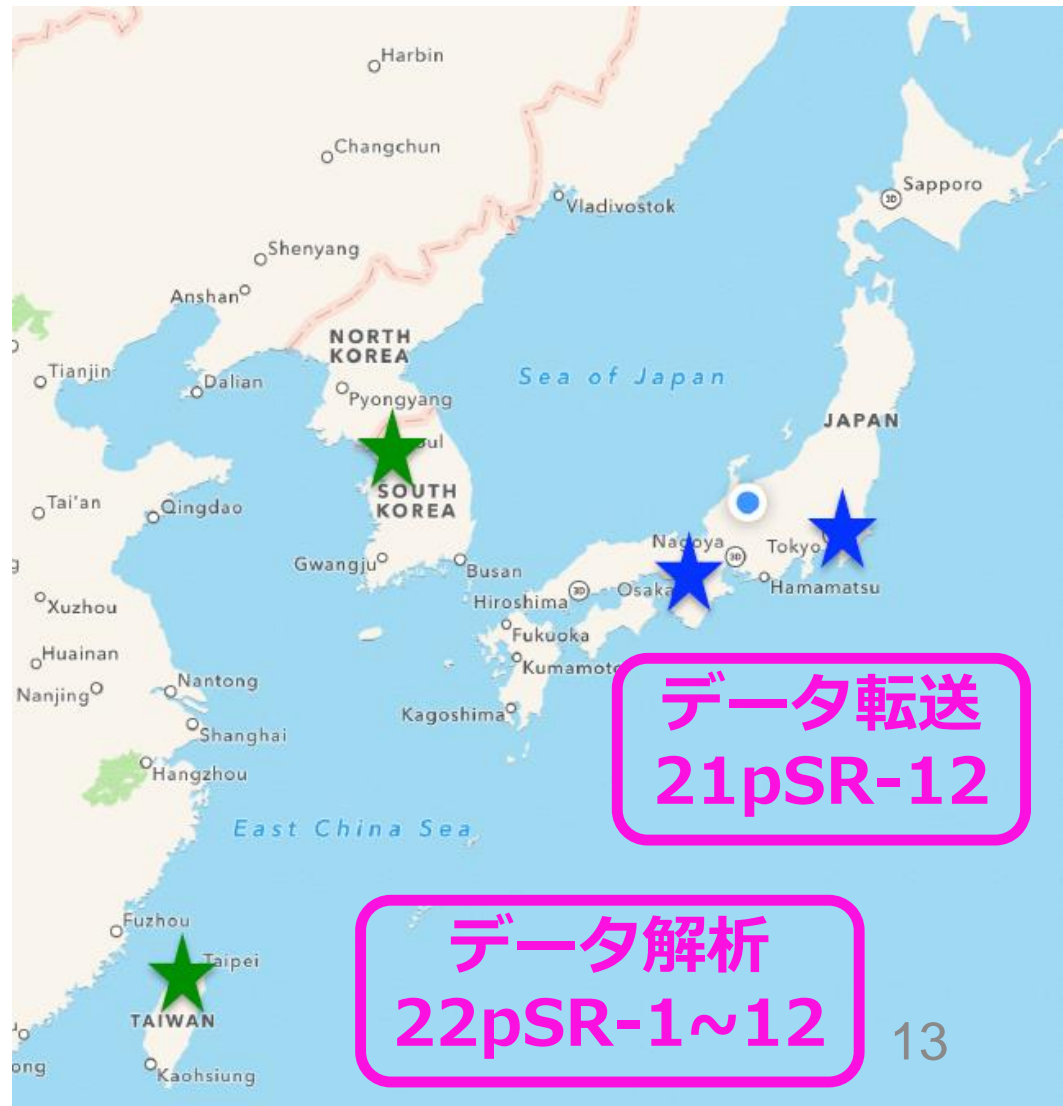 Harbin
Changchun
Vladivostok
Sapporo
3D
Shenyang
Anshan
NORTH
KOREA
Tianjin
Dalian
Pyongyang
Sea of Japan
JAPAN
SOUTH
KOREA
Tai'an
Qingdao
Nagoya
3D
Tokyo
Gwangju
Busan
Hamamatsu
Hiroshima
3D
Osaka
Xuzhou
Fukuoka
Kumamoto
Huainan
Nanjing
Nantong
Kagoshima
Shanghai
Hangzhou
データ転送
21pSR-12
East China Sea
Fuzhou
Taipei
データ解析
22pSR-1~12
TAIWAN
13
Kaohsiung